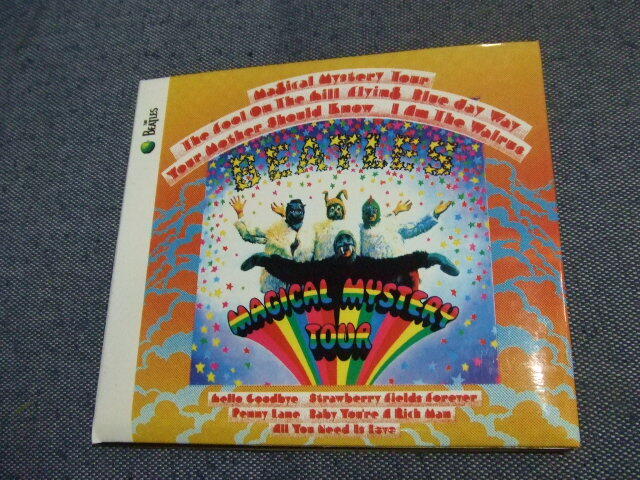 THE
BEATLES
Magical Mystery Tour
The Fool On The Hill Flying Blue Jay Way
Your Mother Should Know I Am The Walrus
BEATLES
MAGICAL MYSTERY
TOUR
Hello Goodbye Strawberry Fields Forever
Penny Lane Baby You're A Rich Man
All You Need Is Love